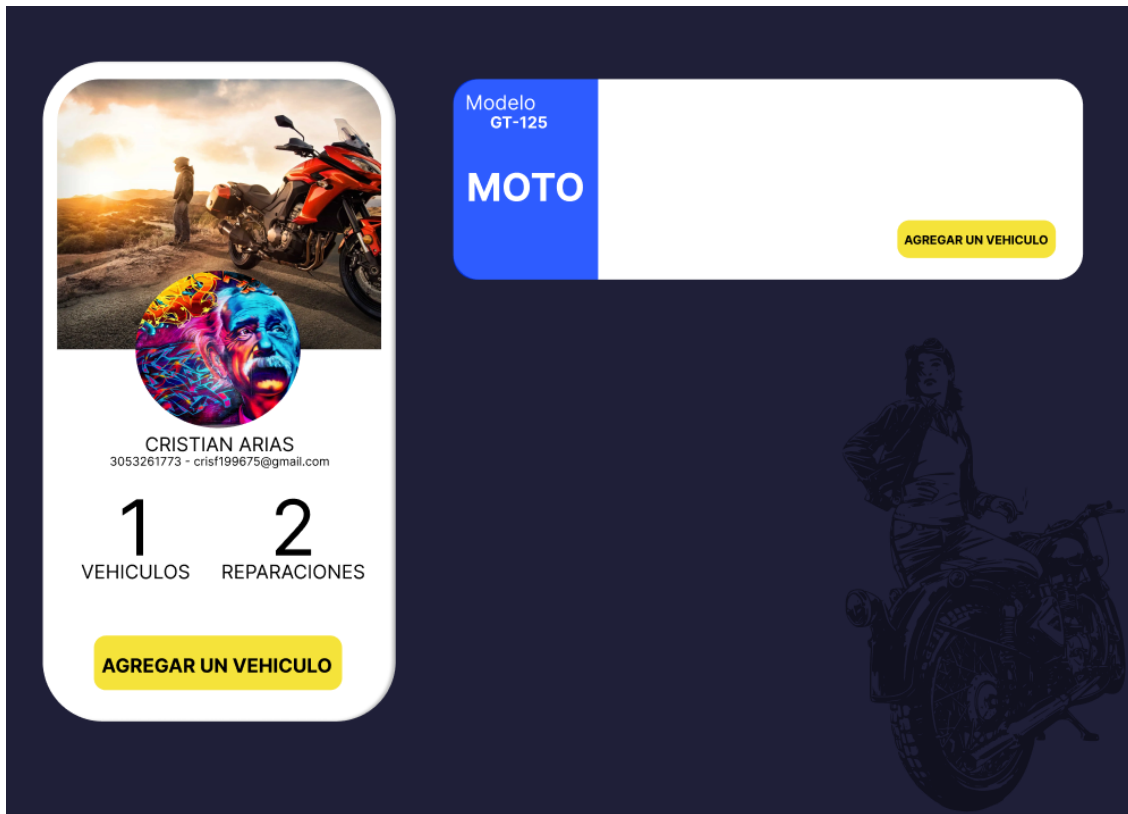 CRISTIAN ARIAS
3053261773 - crisf199675@gmail.com
1
VEHICULOS
2
REPARACIONES
AGREGAR UN VEHICULO
Modelo
GT-125
MOTO
AGREGAR UN VEHICULO